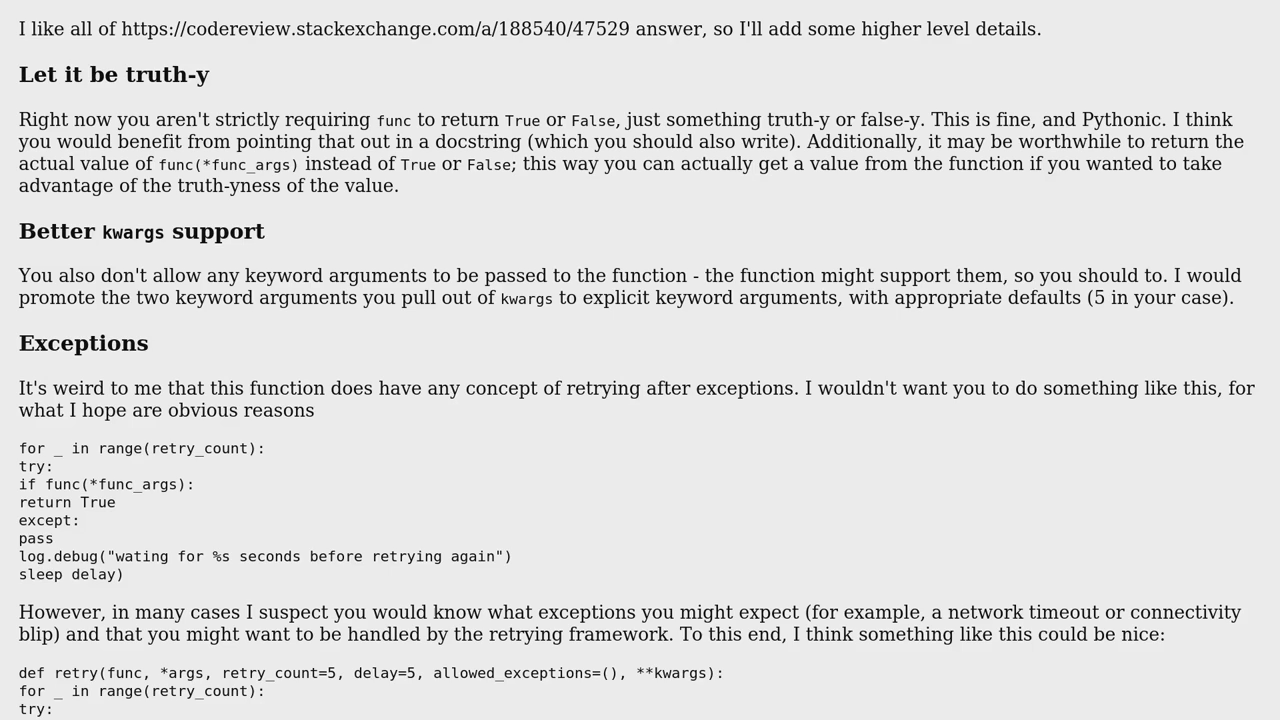 I like all of https://codereview.stackexchange.com/a/188540/47529 answer, so I'll add some higher level details.
Let it be truth-y
Right now you aren't strictly requiring func to return True or False, just something truth-y or false-y. This is fine, and Pythonic. I think
you would benefit from pointing that out in a docstring (which you should also write). Additionally, it may be worthwhile to return the
actual value of func(*func_args) instead of True or False; this way you can actually get a value from the function if you wanted to take
advantage of the truth-yness of the value.
Better kwargs support
You also don't allow any keyword arguments to be passed to the function - the function might support them, so you should to. I would
promote the two keyword arguments you pull out of kwargs to explicit keyword arguments, with appropriate defaults (5 in your case).
Exceptions
It's weird to me that this function does have any concept of retrying after exceptions. I wouldn't want you to do something like this, for
what I hope are obvious reasons
for _ in range(retry_count):
try:
if func(*func_args):
return True
except:
pass
log.debug("wating for %s seconds before retrying again")
sleep delay)
However, in many cases I suspect you would know what exceptions you might expect (for example, a network timeout or connectivity
blip) and that you might want to be handled by the retrying framework. To this end, I think something like this could be nice:
def retry(func, *args, retry_count=5, delay=5, allowed_exceptions=(), **kwargs):
for _ in range(retry_count):
try: